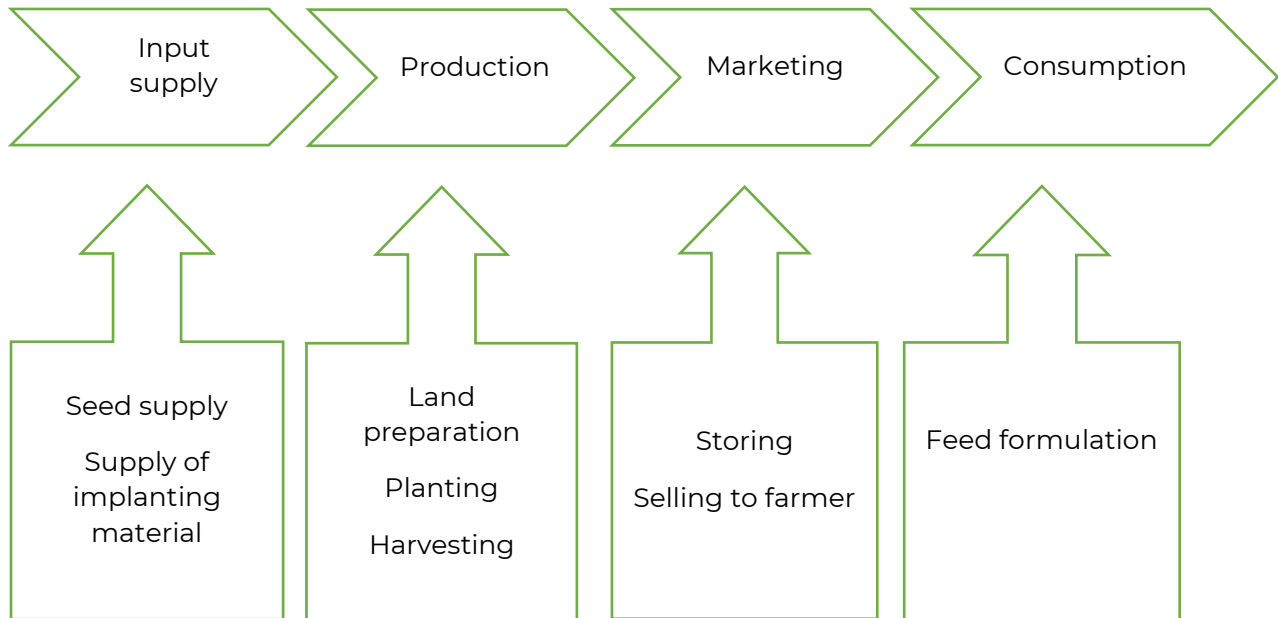 Input
supply
Production
Marketing
Consumption
Seed supply
Supply of
implanting
material
Land
preparation
Planting
Harvesting
Storing
Selling to farmer
Feed formulation